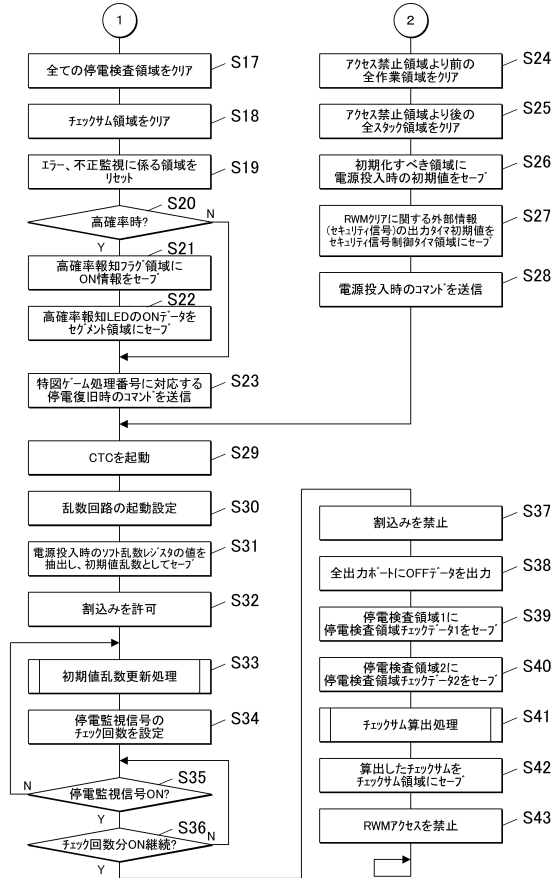 1
全ての停電検査領域をクリア
S17
チェックサム領域をクリア
S18
エラー、不正監視に係る領域を
リセット
S19
高確率時?
S20
N
Y
高確率報知フラグ領域に
ON情報をセーブ
S21
高確率報知LEDのONデータを
セグメント領域にセーブ
S22
特図ゲーム処理番号に対応する
停電復旧時のコマンドを送信
S23
2
アクセス禁止領域より前の
全作業領域をクリア
S24
アクセス禁止領域より後の
全スタック領域をクリア
S25
初期化すべき領域に
電源投入時の初期値をセーブ
S26
RWMクリアに関する外部情報
(セキュリティ信号)の出力タイマ初期値を
セキュリティ信号制御タイマ領域にセーブ
S27
電源投入時のコマンドを送信
S28
CTCを起動
S29
乱数回路の起動設定
S30
電源投入時のソフト乱数レジスタの値を
抽出し、初期値乱数としてセーブ
S31
割込みを許可
S32
初期値乱数更新処理
S33
停電監視信号の
チェック回数を設定
S34
停電監視信号ON?
S35
N
Y
チェック回数分ON継続?
S36
N
Y
割込みを禁止
S37
全出力ポートにOFFデータを出力
S38
停電検査領域1に
停電検査領域チェックデータ1をセーブ
S39
停電検査領域2に
停電検査領域チェックデータ2をセーブ
S40
チェックサム算出処理
S41
算出したチェックサムを
チェックサム領域にセーブ
S42
RWMアクセスを禁止
S43